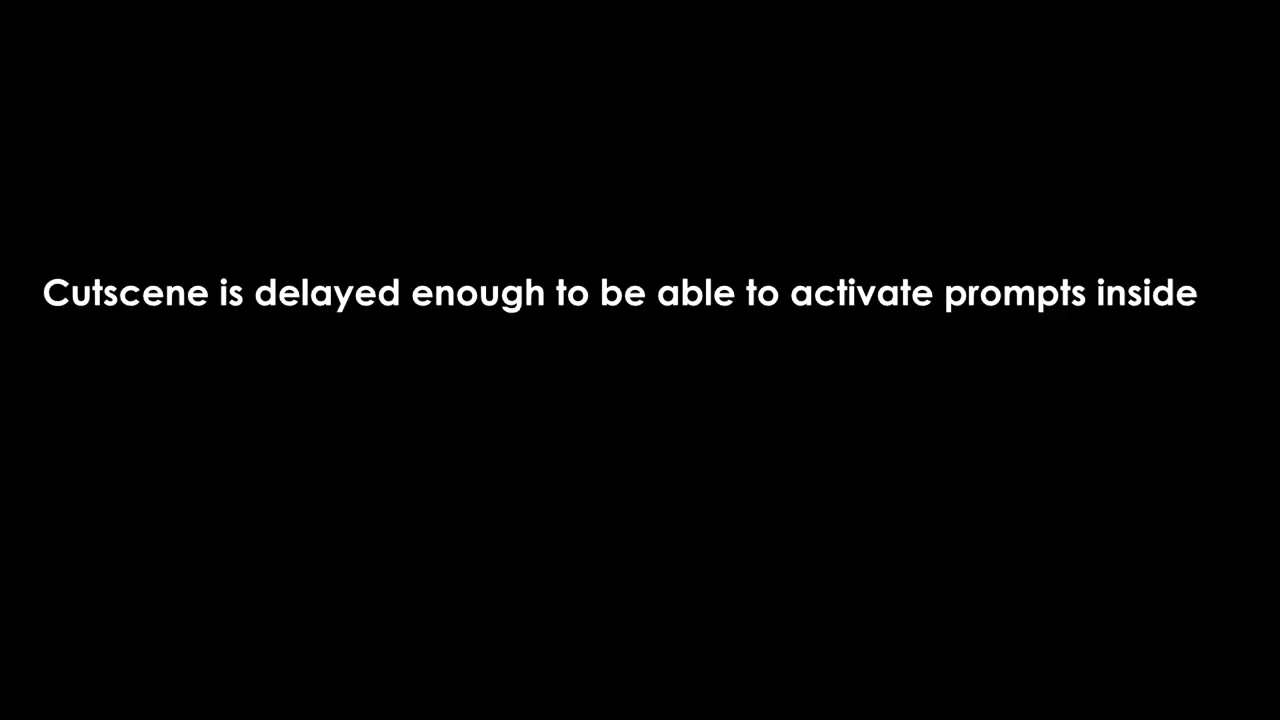 Cutscene is delayed enough to be able to activate prompts inside